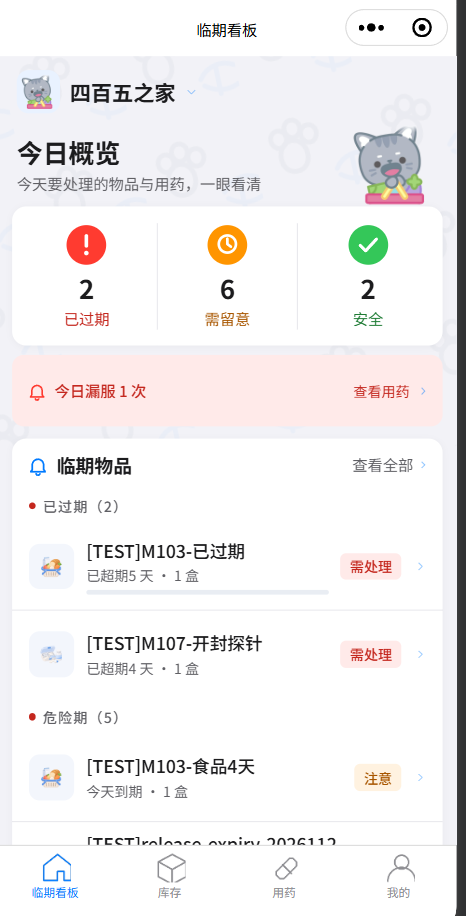 临期看板
四百五之家
今日概览
今天要处理的物品与用药，一眼看清
2
已过期
6
需留意
2
安全
今日漏服 1 次
查看用药
临期物品
查看全部
已过期（2）
[TEST]M103-已过期
已超期5 天 · 1 盒
需处理
[TEST]M107-开封探针
已超期4 天 · 1 盒
需处理
危险期（5）
[TEST]M103-食品4天
今天到期 · 1 盒
注意
[TEST]release-expiry-2026112
临期看板
库存
用药
我的